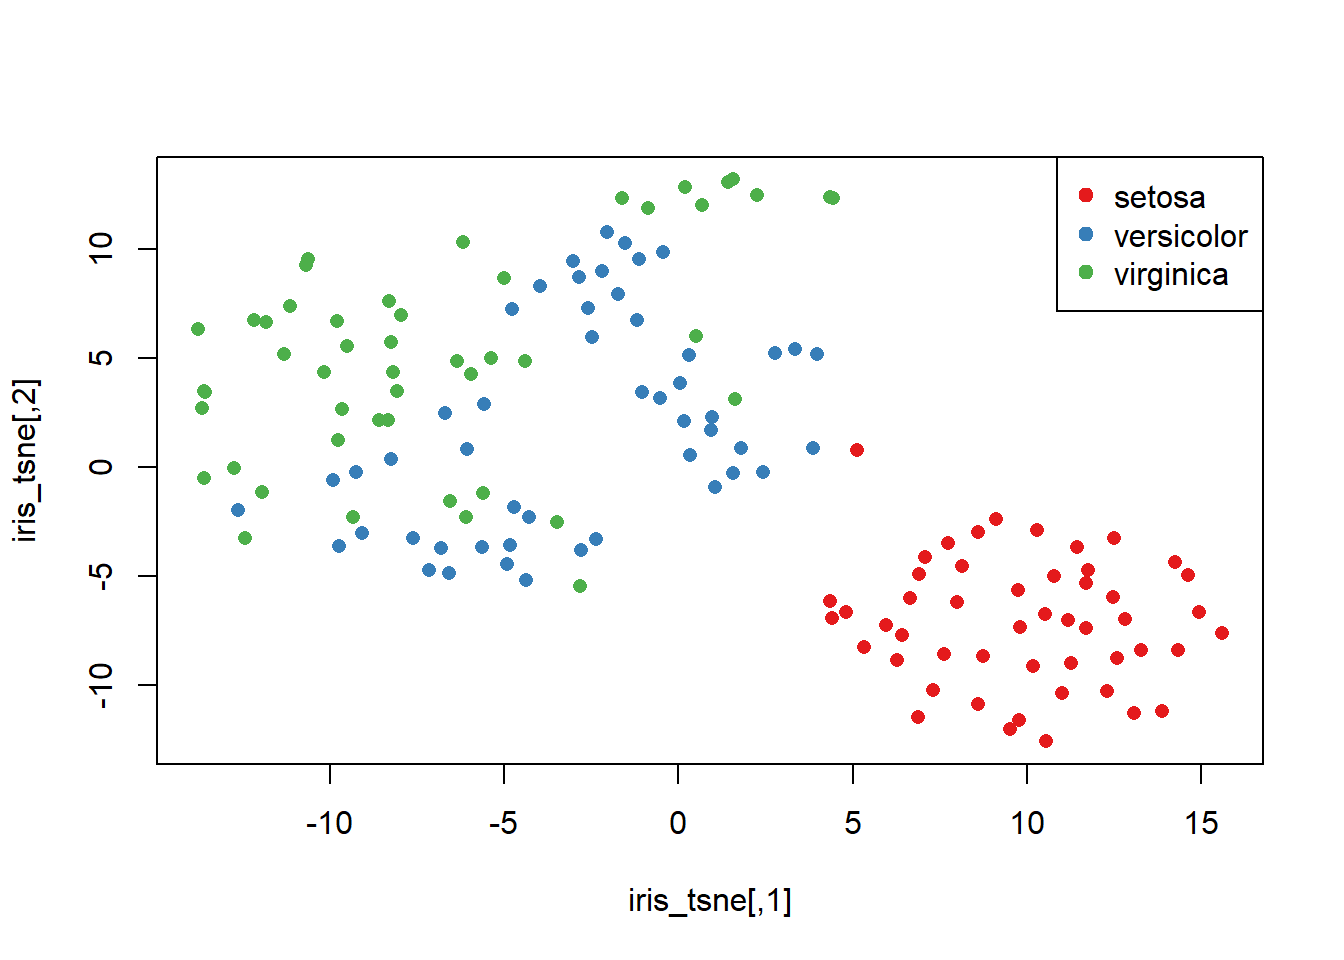 setosa
versicolor
virginica
10
5
0
-5
-10
iris_tsne[,2]
-10 -5 0 5 10 15
iris_tsne[,1]